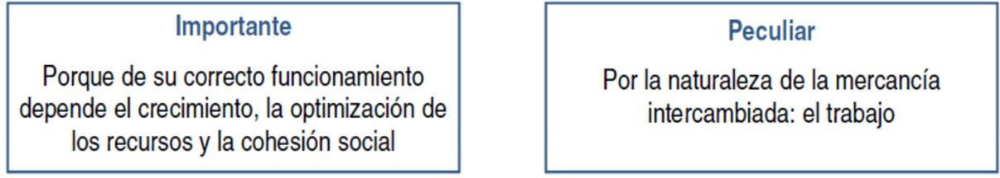 Importante
Porque de su correcto funcionamiento
depende el crecimiento, la optimización de
los recursos y la cohesión social
Peculiar
Por la naturaleza de la mercancía
intercambiada: el trabajo